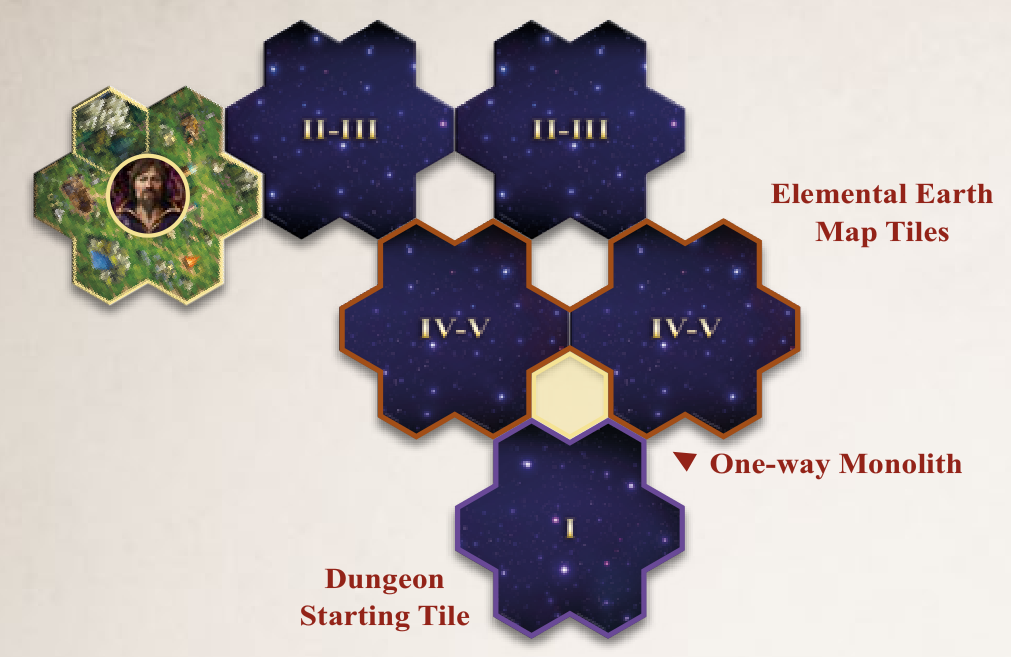 II-III
II-III
Elemental Earth
Map Tiles
IV-V
IV-V
One-way Monolith
I
Dungeon
Starting Tile